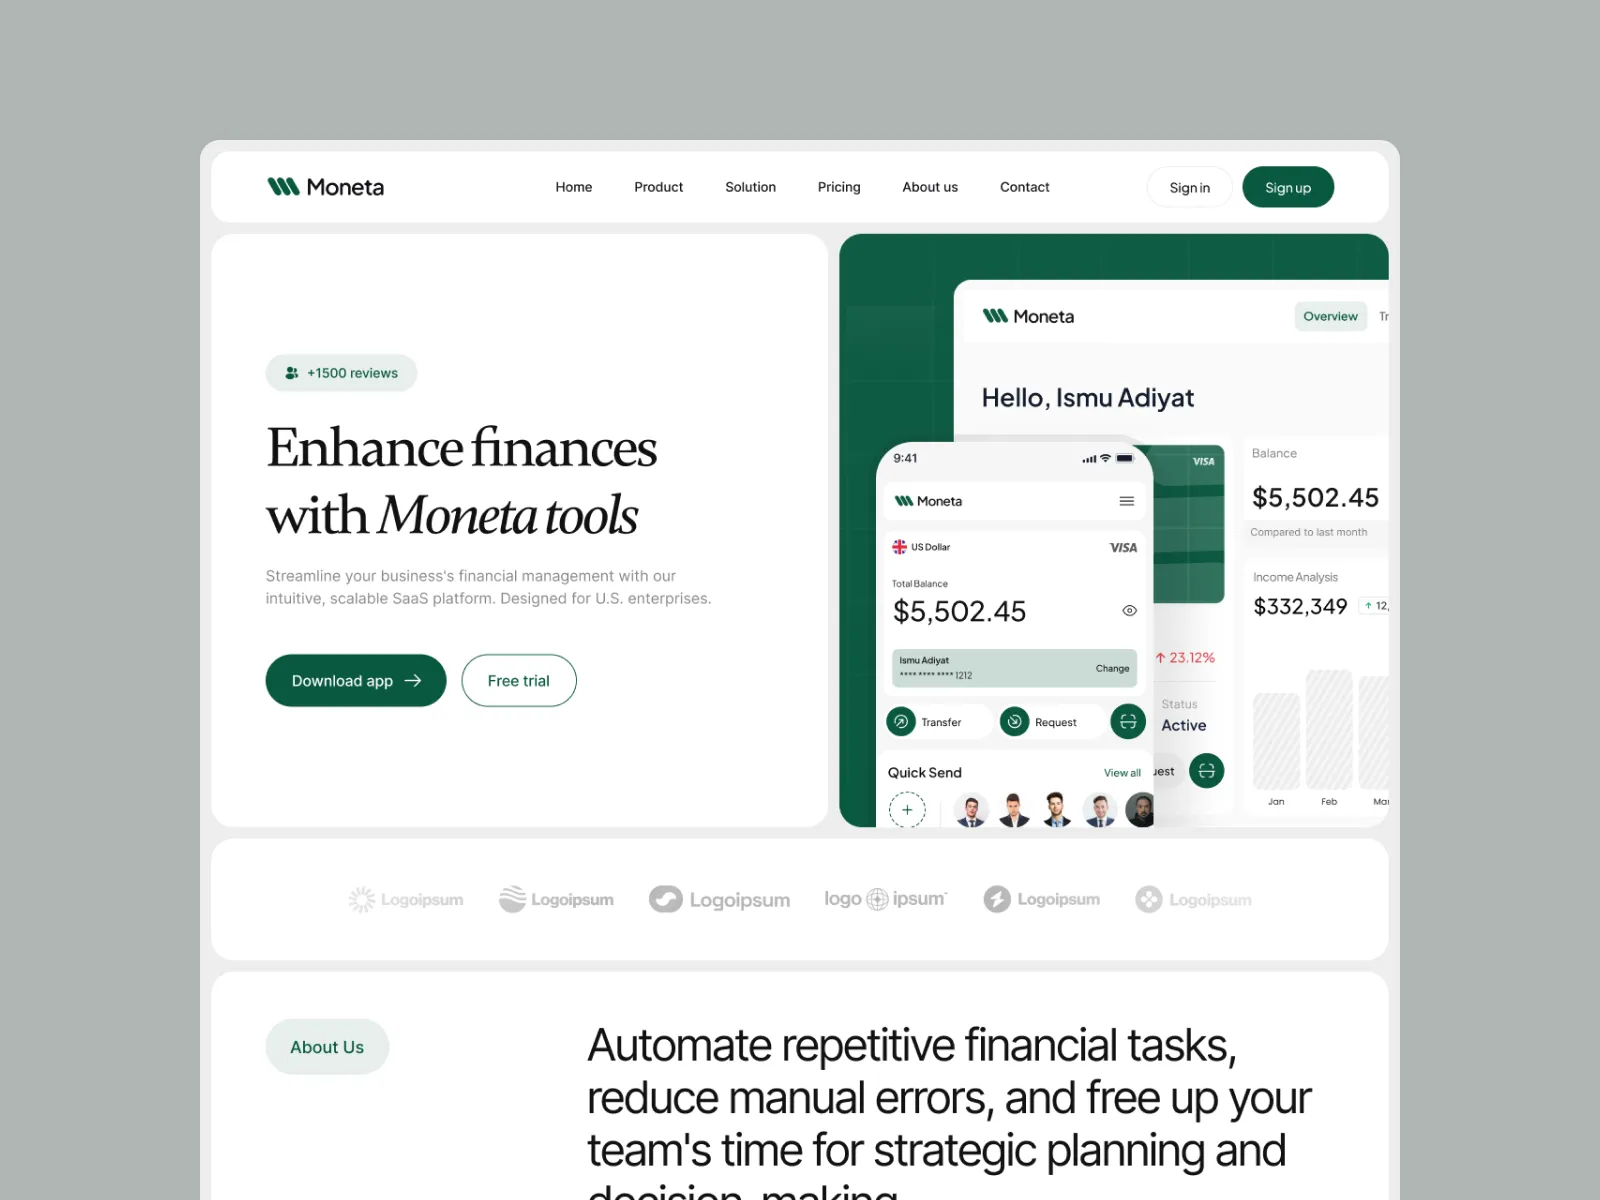 Moneta
Home
Product
Solution
Pricing
About us
Contact
Sign in
Sign up
+1500 reviews
Enhance finances
with Moneta tools
Streamline your business's financial management with our
intuitive, scalable SaaS platform. Designed for U.S. enterprises.
Download app
Free trial
Moneta
Overview
Tr
Hello, Ismu Adiyat
VISA
Balance
$5,502.45
Compared to last month
Income Analysis
$332,349
12,
23.12%
Status
Active
uest
Jan
Feb
Mar
9:41
Moneta
US Dollar
VISA
Total Balance
$5,502.45
Ismu Adiyat
**** **** **** 1212
Change
Transfer
Request
Quick Send
View all
Logoipsum
Logoipsum
Logoipsum
logo ipsum
Logoipsum
Logoipsum
About Us
Automate repetitive financial tasks,
reduce manual errors, and free up your
team's time for strategic planning and
decision-making